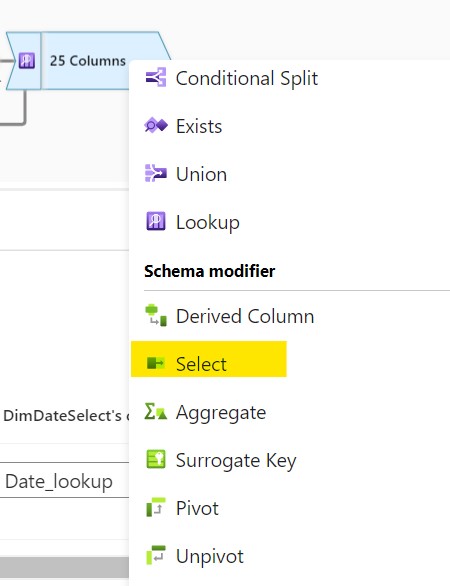 25 Columns
Conditional Split
Exists
Union
Lookup
Schema modifier
Derived Column
Select
DimDateSelect's
Aggregate
Surrogate Key
Date_lookup
Pivot
Unpivot